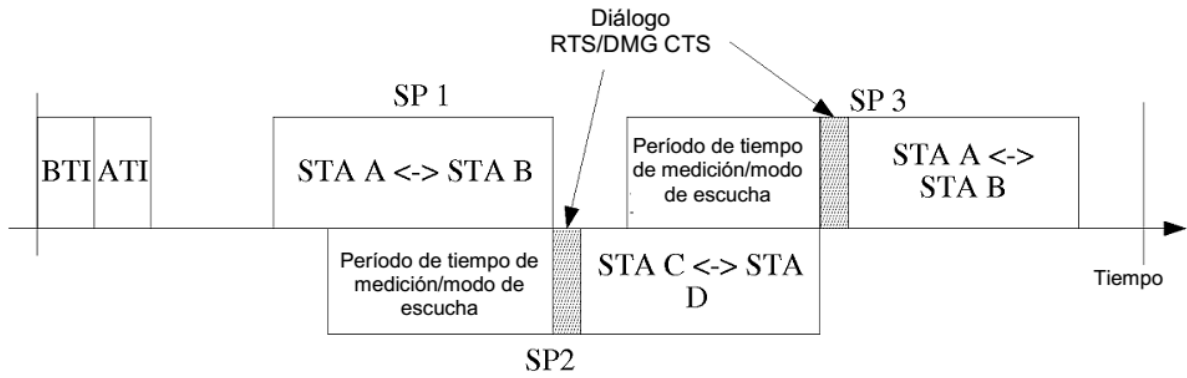 Diálogo
RTS/DMG CTS
SP 1
SP 3
BTI
ATI
STA A <-> STA B
Período de tiempo
de medición/modo
de escucha
STA A <->
STA B
Período de tiempo de
medición/modo de
escucha
STA C <-> STA
D
Tiempo
SP2